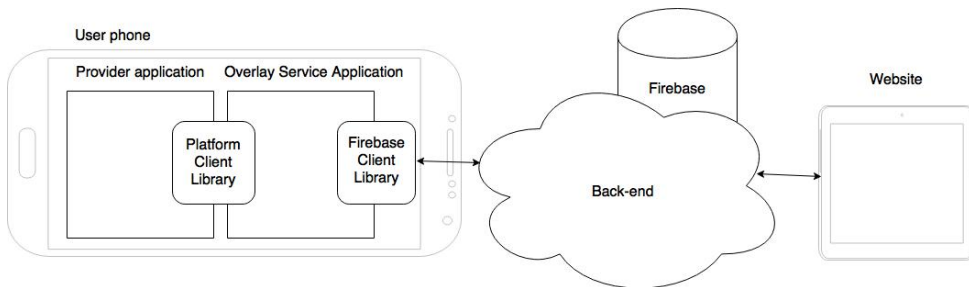 User phone
Provider application
Overlay Service Application
Platform
Client
Library
Firebase
Client
Library
Firebase
Back-end
Website